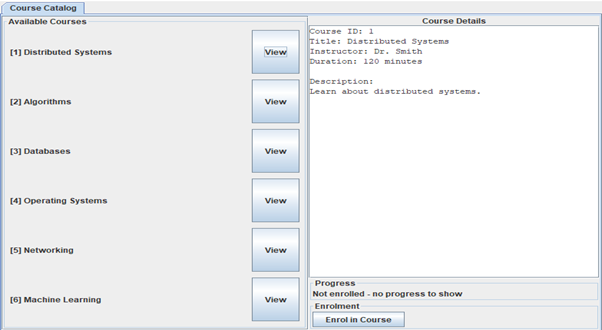 Course Catalog
Available Courses
[1] Distributed Systems
View
[2] Algorithms
View
[3] Databases
View
[4] Operating Systems
View
[5] Networking
View
[6] Machine Learning
View
Course Details
Course ID: 1
Title: Distributed Systems
Instructor: Dr. Smith
Duration: 120 minutes
Description:
Learn about distributed systems.
Progress
Not enrolled - no progress to show
Enrolment
Enrol in Course